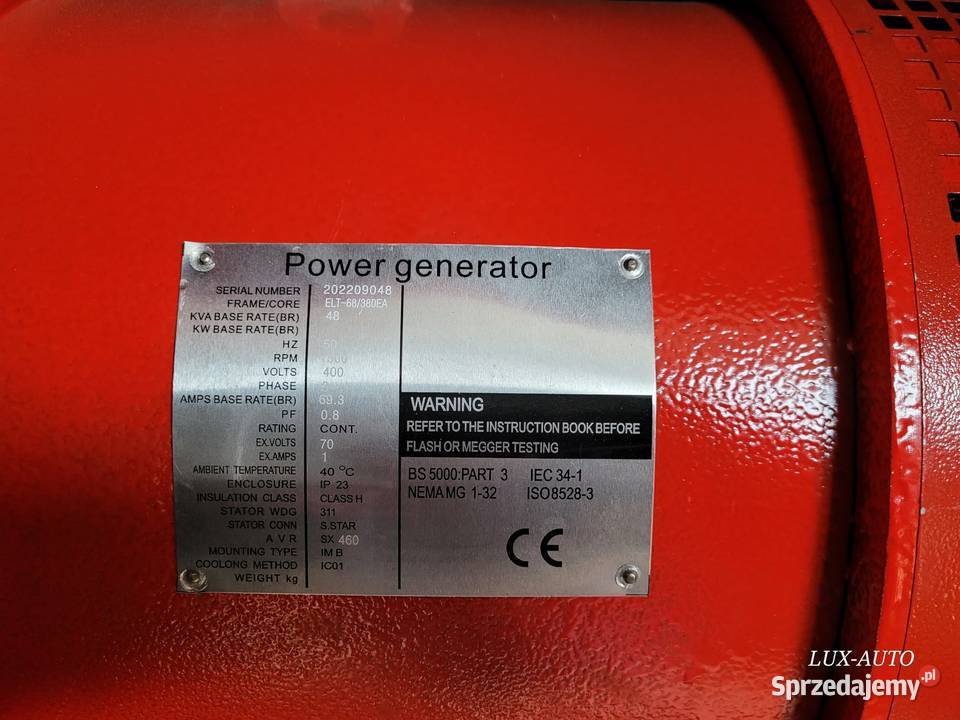 Power generator
SERIAL NUMBER 202209048
FRAME/CORE ELT-68/380EA
KVA BASE RATE(BR) 48
KW BASE RATE(BR)
HZ 50
RPM
VOLTS 400
PHASE
AMPS BASE RATE(BR) 69.3
PF 0.8
RATING CONT.
EX.VOLTS 70
EX.AMPS 1
AMBIENT TEMPERATURE 40 °C
ENCLOSURE IP 23
INSULATION CLASS CLASS H
STATOR WDG 311
STATOR CONN S.STAR
A V R SX 460
MOUNTING TYPE IM B
COOLONG METHOD IC01
WEIGHT kg
WARNING
REFER TO THE INSTRUCTION BOOK BEFORE
FLASH OR MEGGER TESTING
BS 5000:PART 3 IEC 34-1
NEMA MG 1-32 ISO8528-3
CE
LUX-AUTO
Sprzedajemy.pl